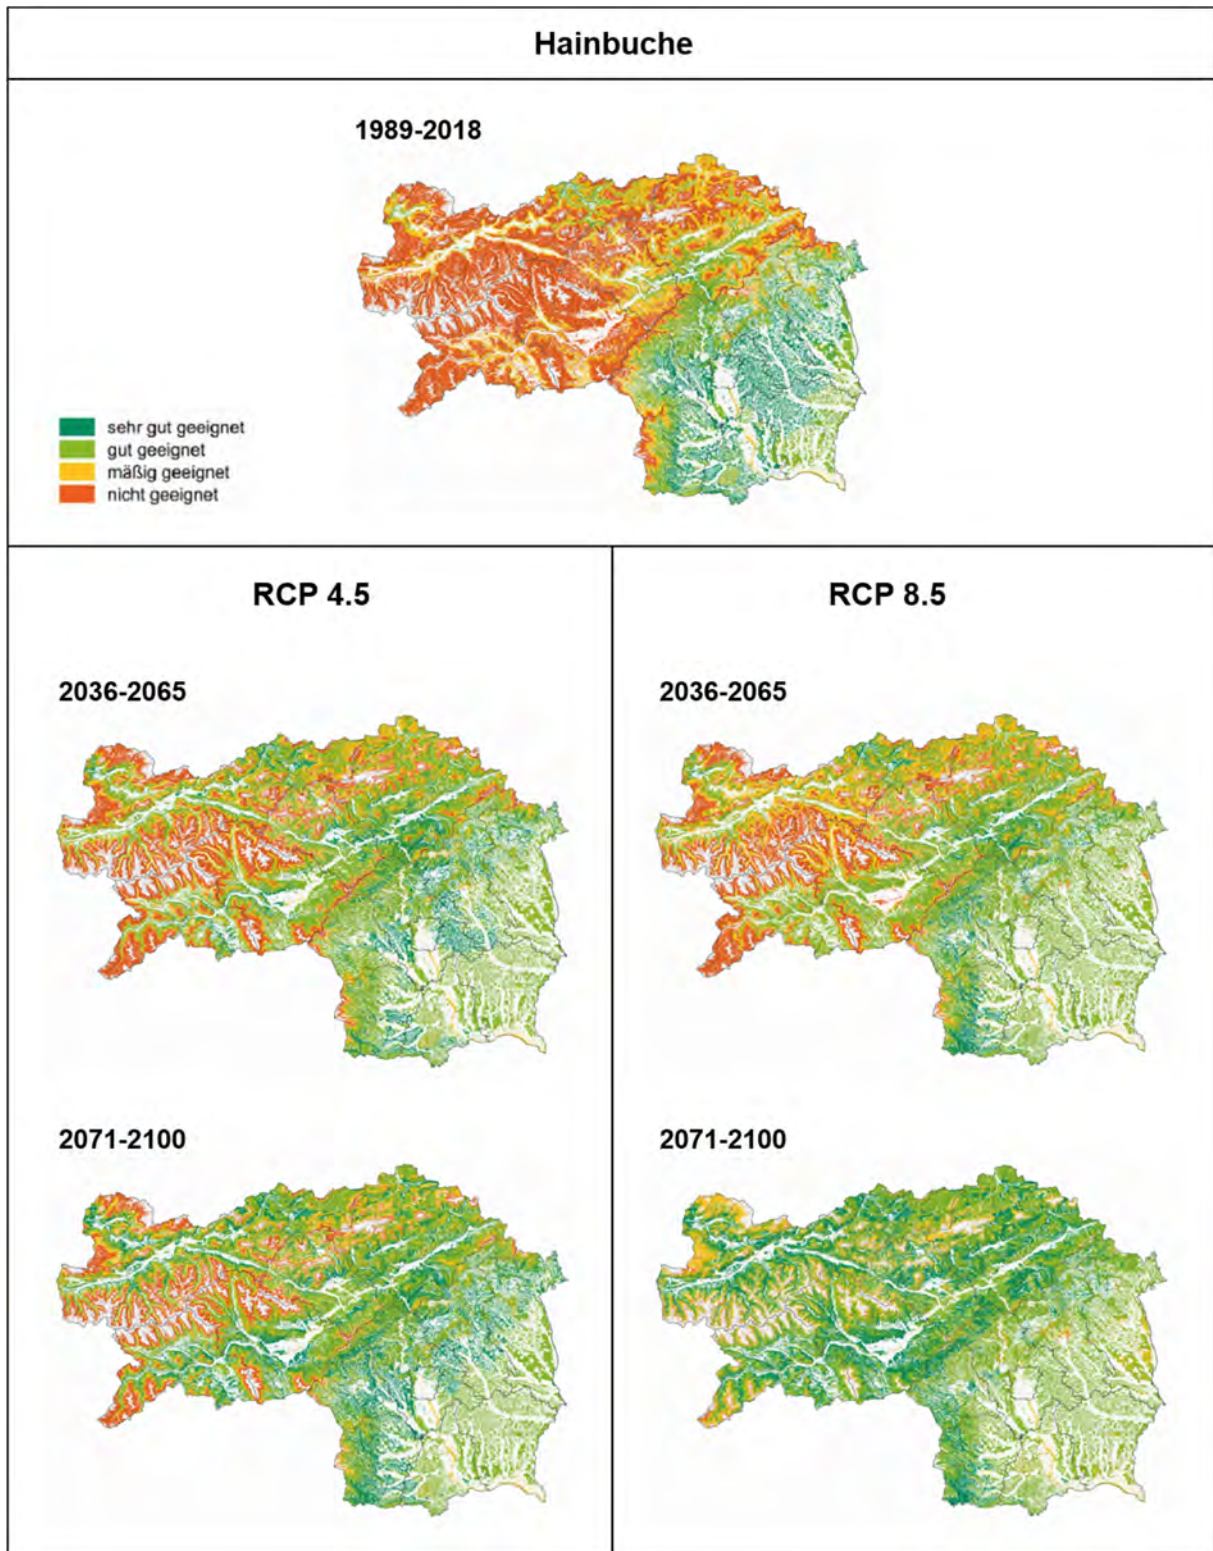 Hainbuche
1989-2018
sehr gut geeignet
gut geeignet
mäßig geeignet
nicht geeignet
RCP 4.5
2036-2065
2071-2100
RCP 8.5
2036-2065
2071-2100